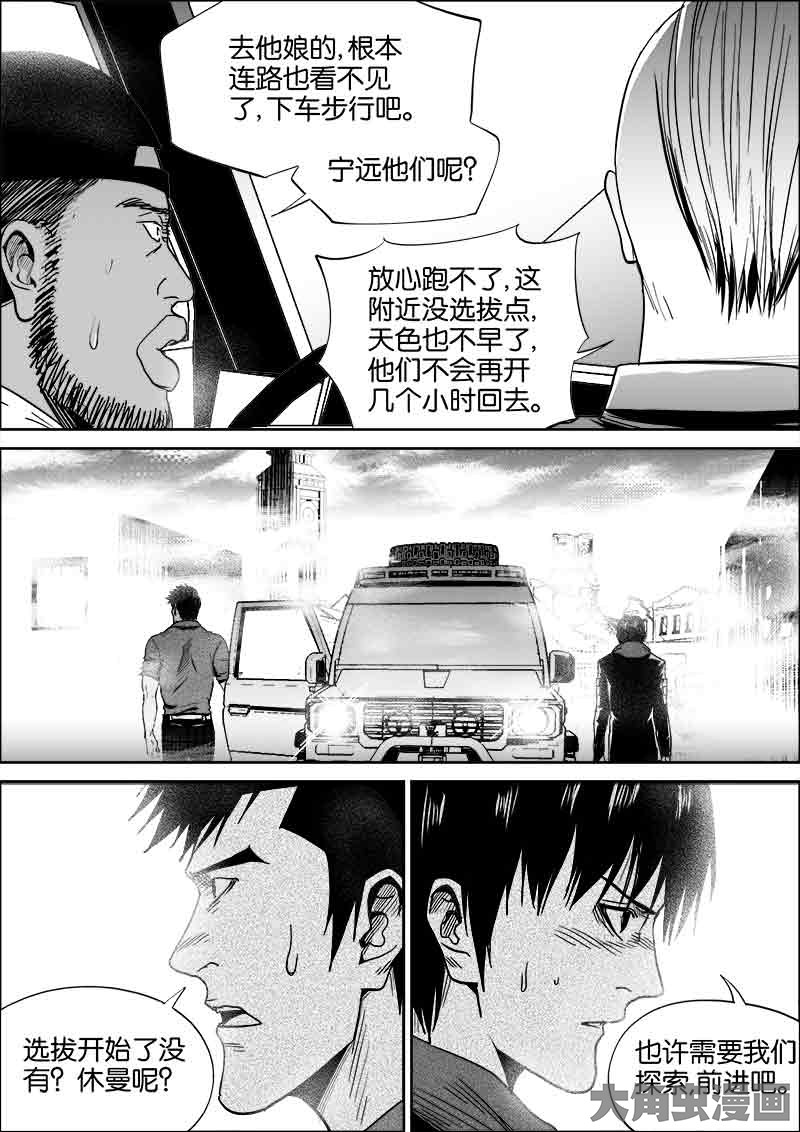 去他娘的,根本
连路也看不见
了,下车步行吧。
宁远他们呢?
放心跑不了,这
附近没选拔点,
天色也不早了,
他们不会再开
几个小时回去。
选拔开始了没
有?休曼呢?
也许需要我们
探索,前进吧。
大角虫漫画